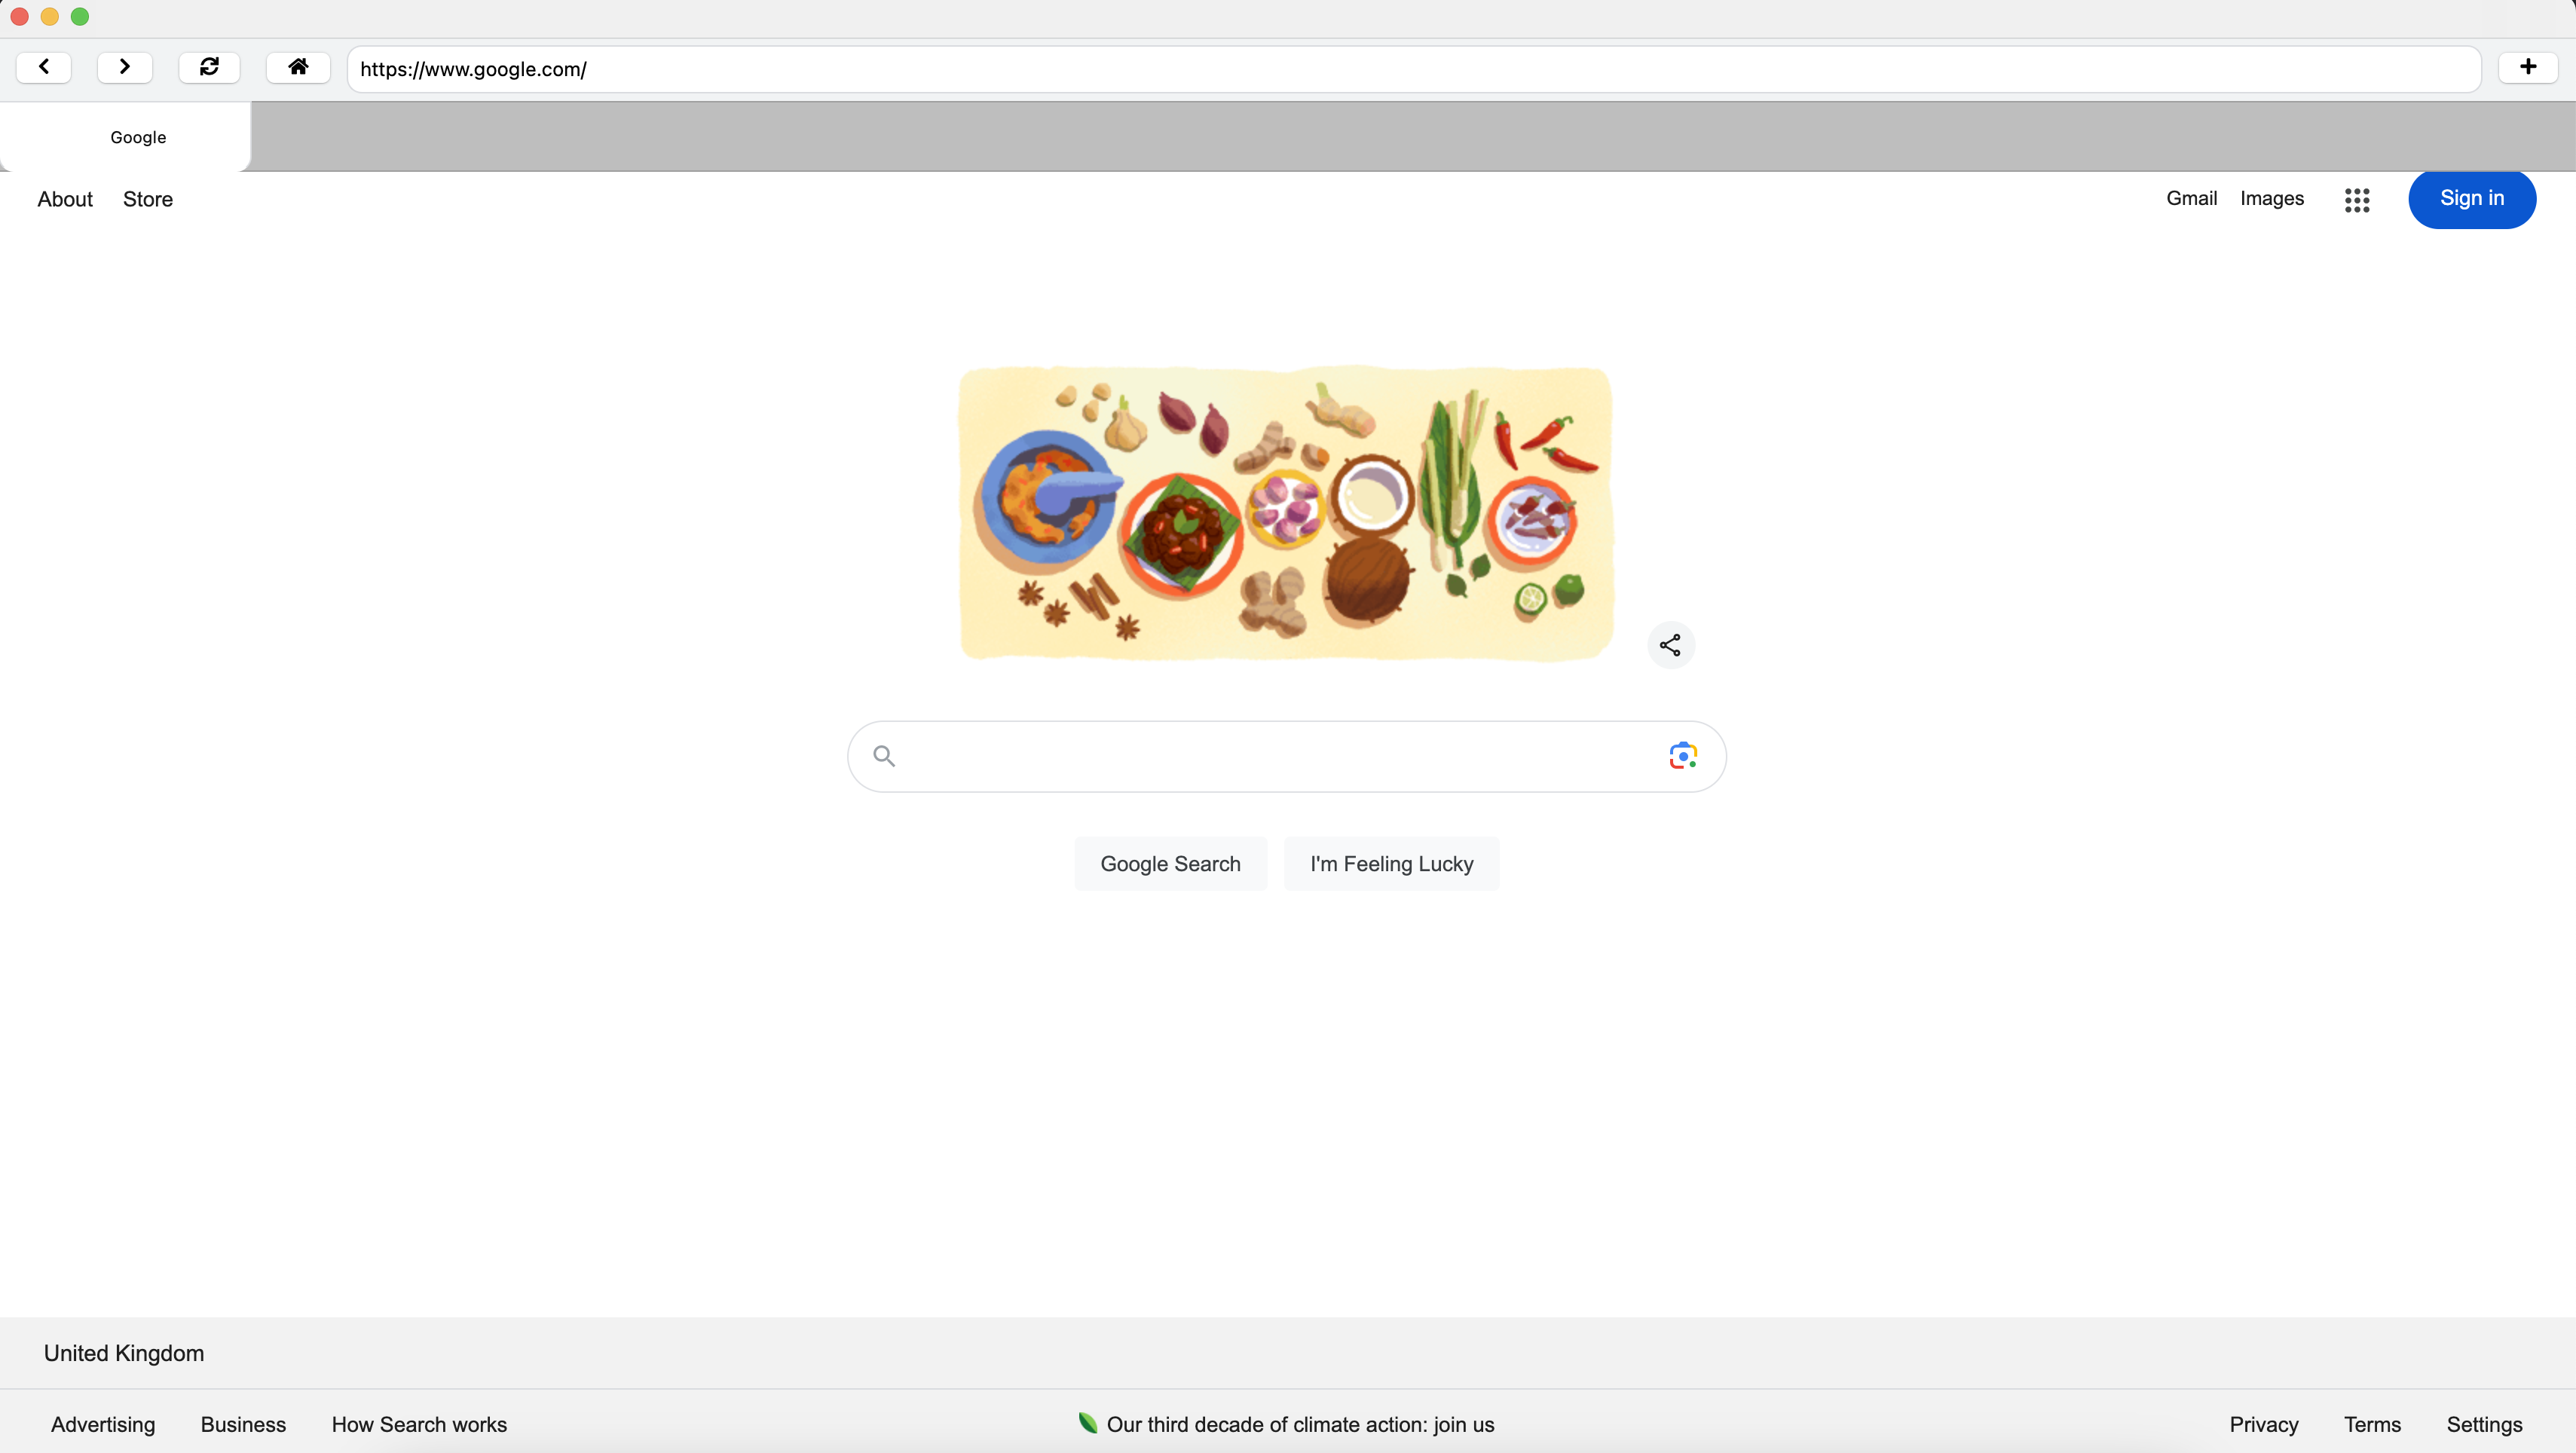 https://www.google.com/
Google
About Store Gmail Images Sign in
Google Search I'm Feeling Lucky
United Kingdom
Advertising Business How Search works Our third decade of climate action: join us Privacy Terms Settings